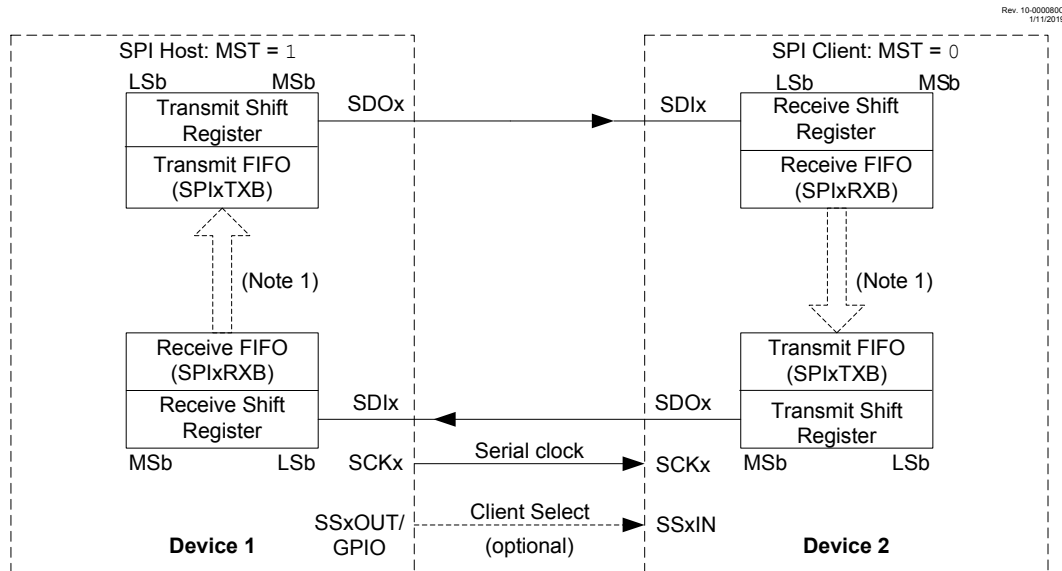 Rev. 10-0000800
1/11/2019
SPI Host: MST = 1
SPI Client: MST = 0
LSb MSb
LSb MSb
Transmit Shift
Register
SDOx
SDIx
Receive Shift
Register
Transmit FIFO
(SPIxTXB)
Receive FIFO
(SPIxRXB)
(Note 1)
(Note 1)
Receive FIFO
(SPIxRXB)
Transmit FIFO
(SPIxTXB)
Receive Shift
Register
SDIx
SDOx
Transmit Shift
Register
MSb LSb
SCKx
Serial clock
SCKx
MSb LSb
SSxOUT/
GPIO
Client Select
(optional)
SSxIN
Device 1
Device 2